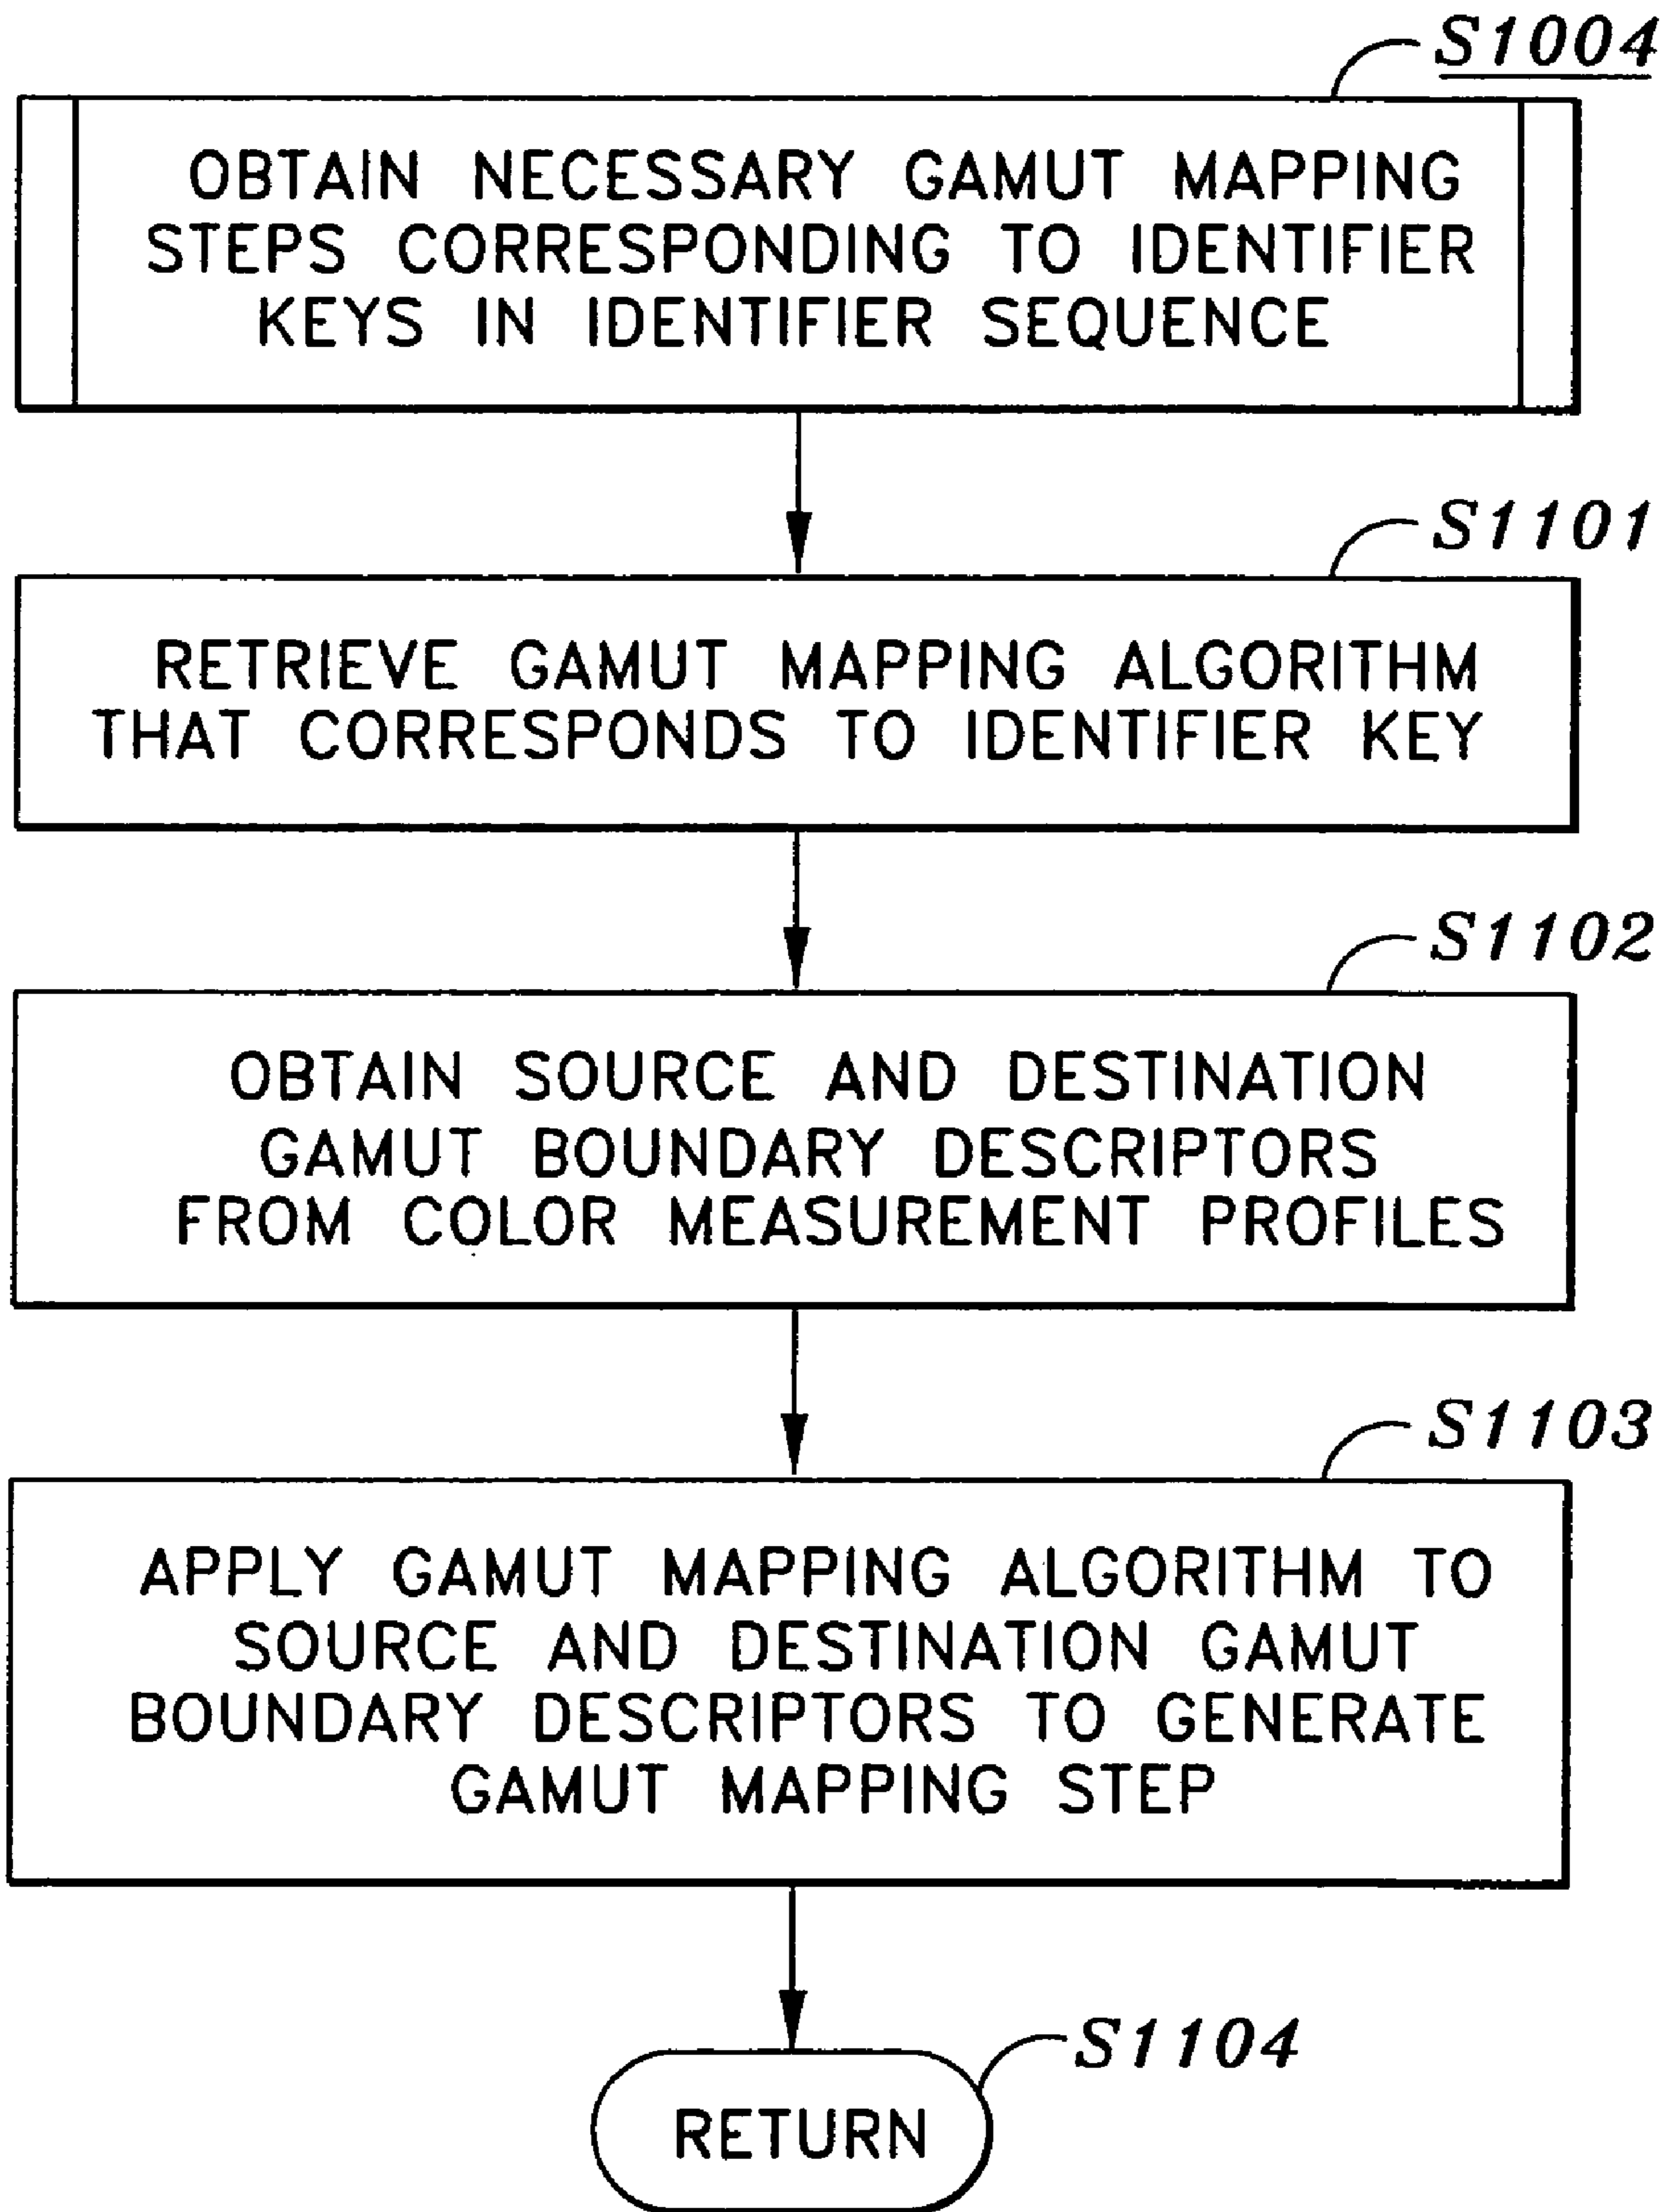 S1004
OBTAIN NECESSARY GAMUT MAPPING
STEPS CORRESPONDING TO IDENTIFIER
KEYS IN IDENTIFIER SEQUENCE
S1101
RETRIEVE GAMUT MAPPING ALGORITHM
THAT CORRESPONDS TO IDENTIFIER KEY
S1102
OBTAIN SOURCE AND DESTINATION
GAMUT BOUNDARY DESCRIPTORS
FROM COLOR MEASUREMENT PROFILES
S1103
APPLY GAMUT MAPPING ALGORITHM TO
SOURCE AND DESTINATION GAMUT
BOUNDARY DESCRIPTORS TO GENERATE
GAMUT MAPPING STEP
S1104
RETURN